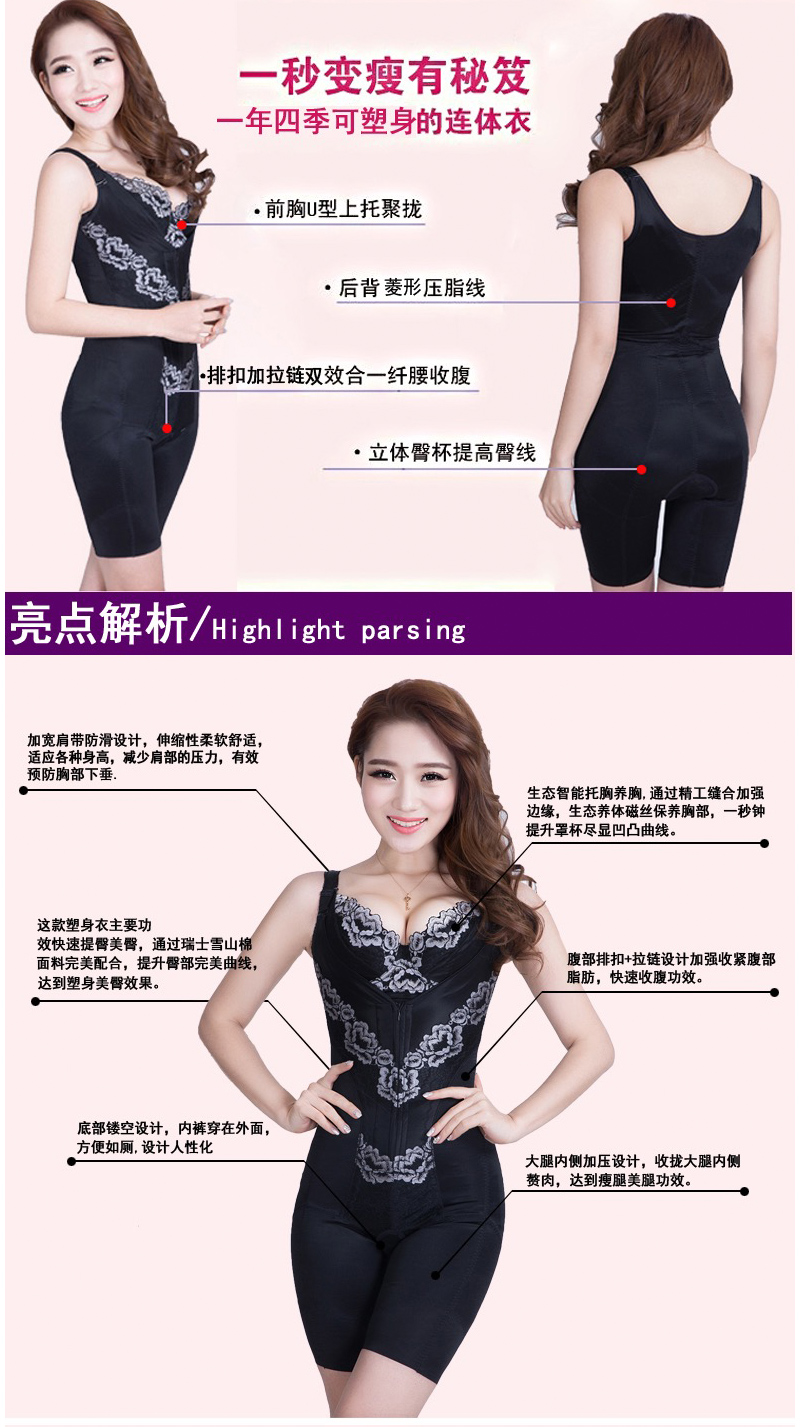 一秒变瘦有秘笈
一年四季可塑身的连体衣
·前胸U型上托聚拢
·后背菱形压脂线
·排扣加拉链双效合一纤腰收腹
·立体臀杯提高臀线
亮点解析/Highlight parsing
加宽肩带防滑设计，伸缩性柔软舒适，
适应各种身高，减少肩部的压力，有效
预防胸部下垂.
生态智能托胸养胸,通过精工缝合加强
边缘，生态养体磁丝保养胸部，一秒钟
提升罩杯尽显凹凸曲线。
这款塑身衣主要功
效快速提臀美臀，通过瑞士雪山棉
面料完美配合，提升臀部完美曲线，
达到塑身美臀效果。
腹部排扣+拉链设计加强收紧腹部
脂肪，快速收腹功效。
底部镂空设计，内裤穿在外面，
方便如厕,设计人性化
大腿内侧加压设计，收拢大腿内侧
赘肉，达到瘦腿美腿功效。